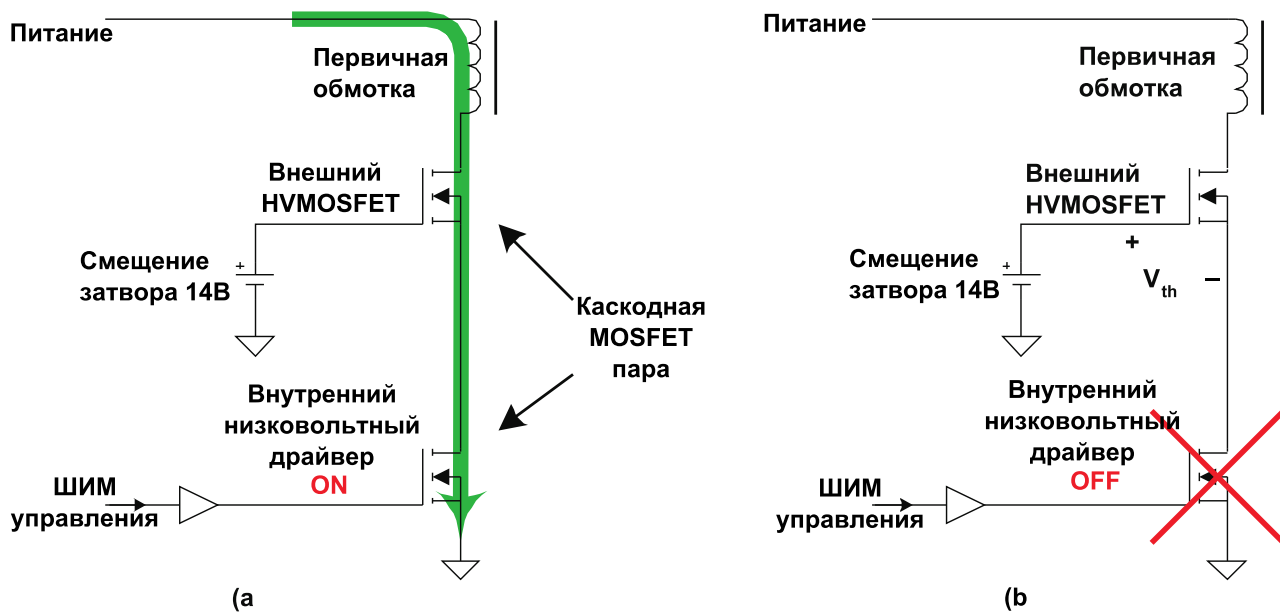 Питание
Первичная
обмотка
Внешний
HVMOSFET
+
Смещение
затвора 14В
Каскодная
MOSFET
пара
Внутренний
низковольтный
драйвер
ON
ШИМ
управления
(a
Питание
Первичная
обмотка
Внешний
HVMOSFET
+
+
Смещение
затвора 14В
Vth
–
Внутренний
низковольтный
драйвер
OFF
ШИМ
управления
(b